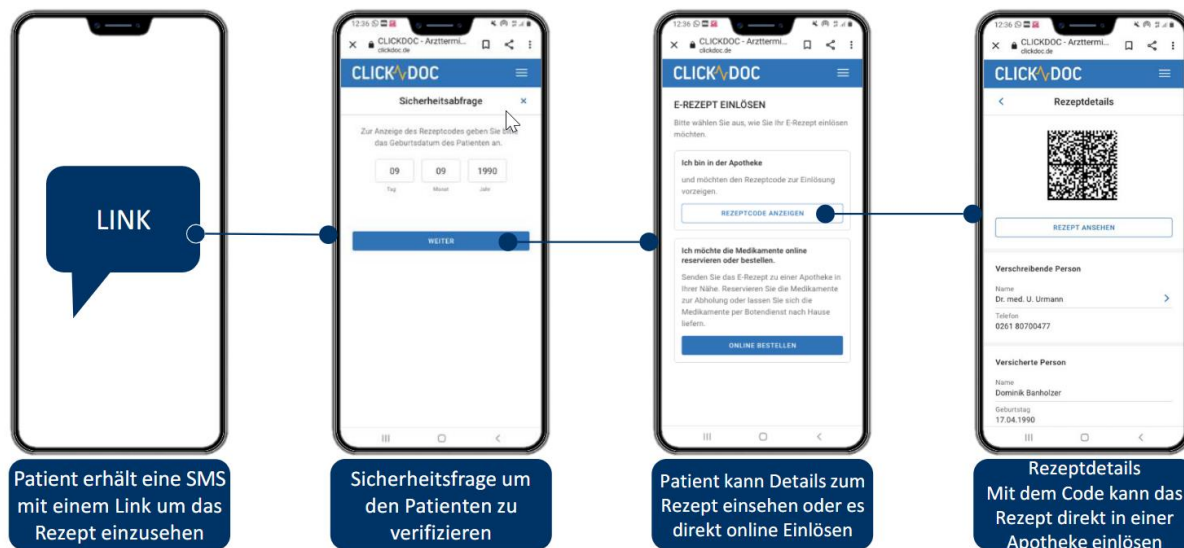 LINK
Patient erhält eine SMS
mit einem Link um das
Rezept einzusehen
12:36
CLICKDOC - Arzttermi...
clickdoc.de
CLICKDOC
Sicherheitsabfrage
Zur Anzeige des Rezeptcodes geben Sie
das Geburtsdatum des Patienten an.
09 09 1990
Tag Monat Jahr
WEITER
Sicherheitsfrage um
den Patienten zu
verifizieren
12:36
CLICKDOC - Arzttermi...
clickdoc.de
CLICKDOC
E-REZEPT EINLÖSEN
Bitte wählen Sie aus, wie Sie Ihr E-Rezept einlösen
möchten.
Ich bin in der Apotheke
und möchten den Rezeptcode zur Einlösung
vorzeigen.
REZEPTCODE ANZEIGEN
Ich möchte die Medikamente online
reservieren oder bestellen.
Senden Sie das E-Rezept zu einer Apotheke in
Ihrer Nähe. Reservieren Sie die Medikamente
zur Abholung oder lassen Sie sich die
Medikamente per Botendienst nach Hause
liefern.
ONLINE BESTELLEN
Patient kann Details zum
Rezept einsehen oder es
direkt online Einlösen
12:36
CLICKDOC - Arzttermi...
clickdoc.de
CLICKDOC
Rezeptdetails
REZEPT ANSEHEN
Verschreibende Person
Name
Dr. med. U. Urmann
Telefon
0261 80700477
Versicherte Person
Name
Dominik Banholzer
Geburtstag
17.04.1990
Rezeptdetails
Mit dem Code kann das
Rezept direkt in einer
Apotheke einlösen